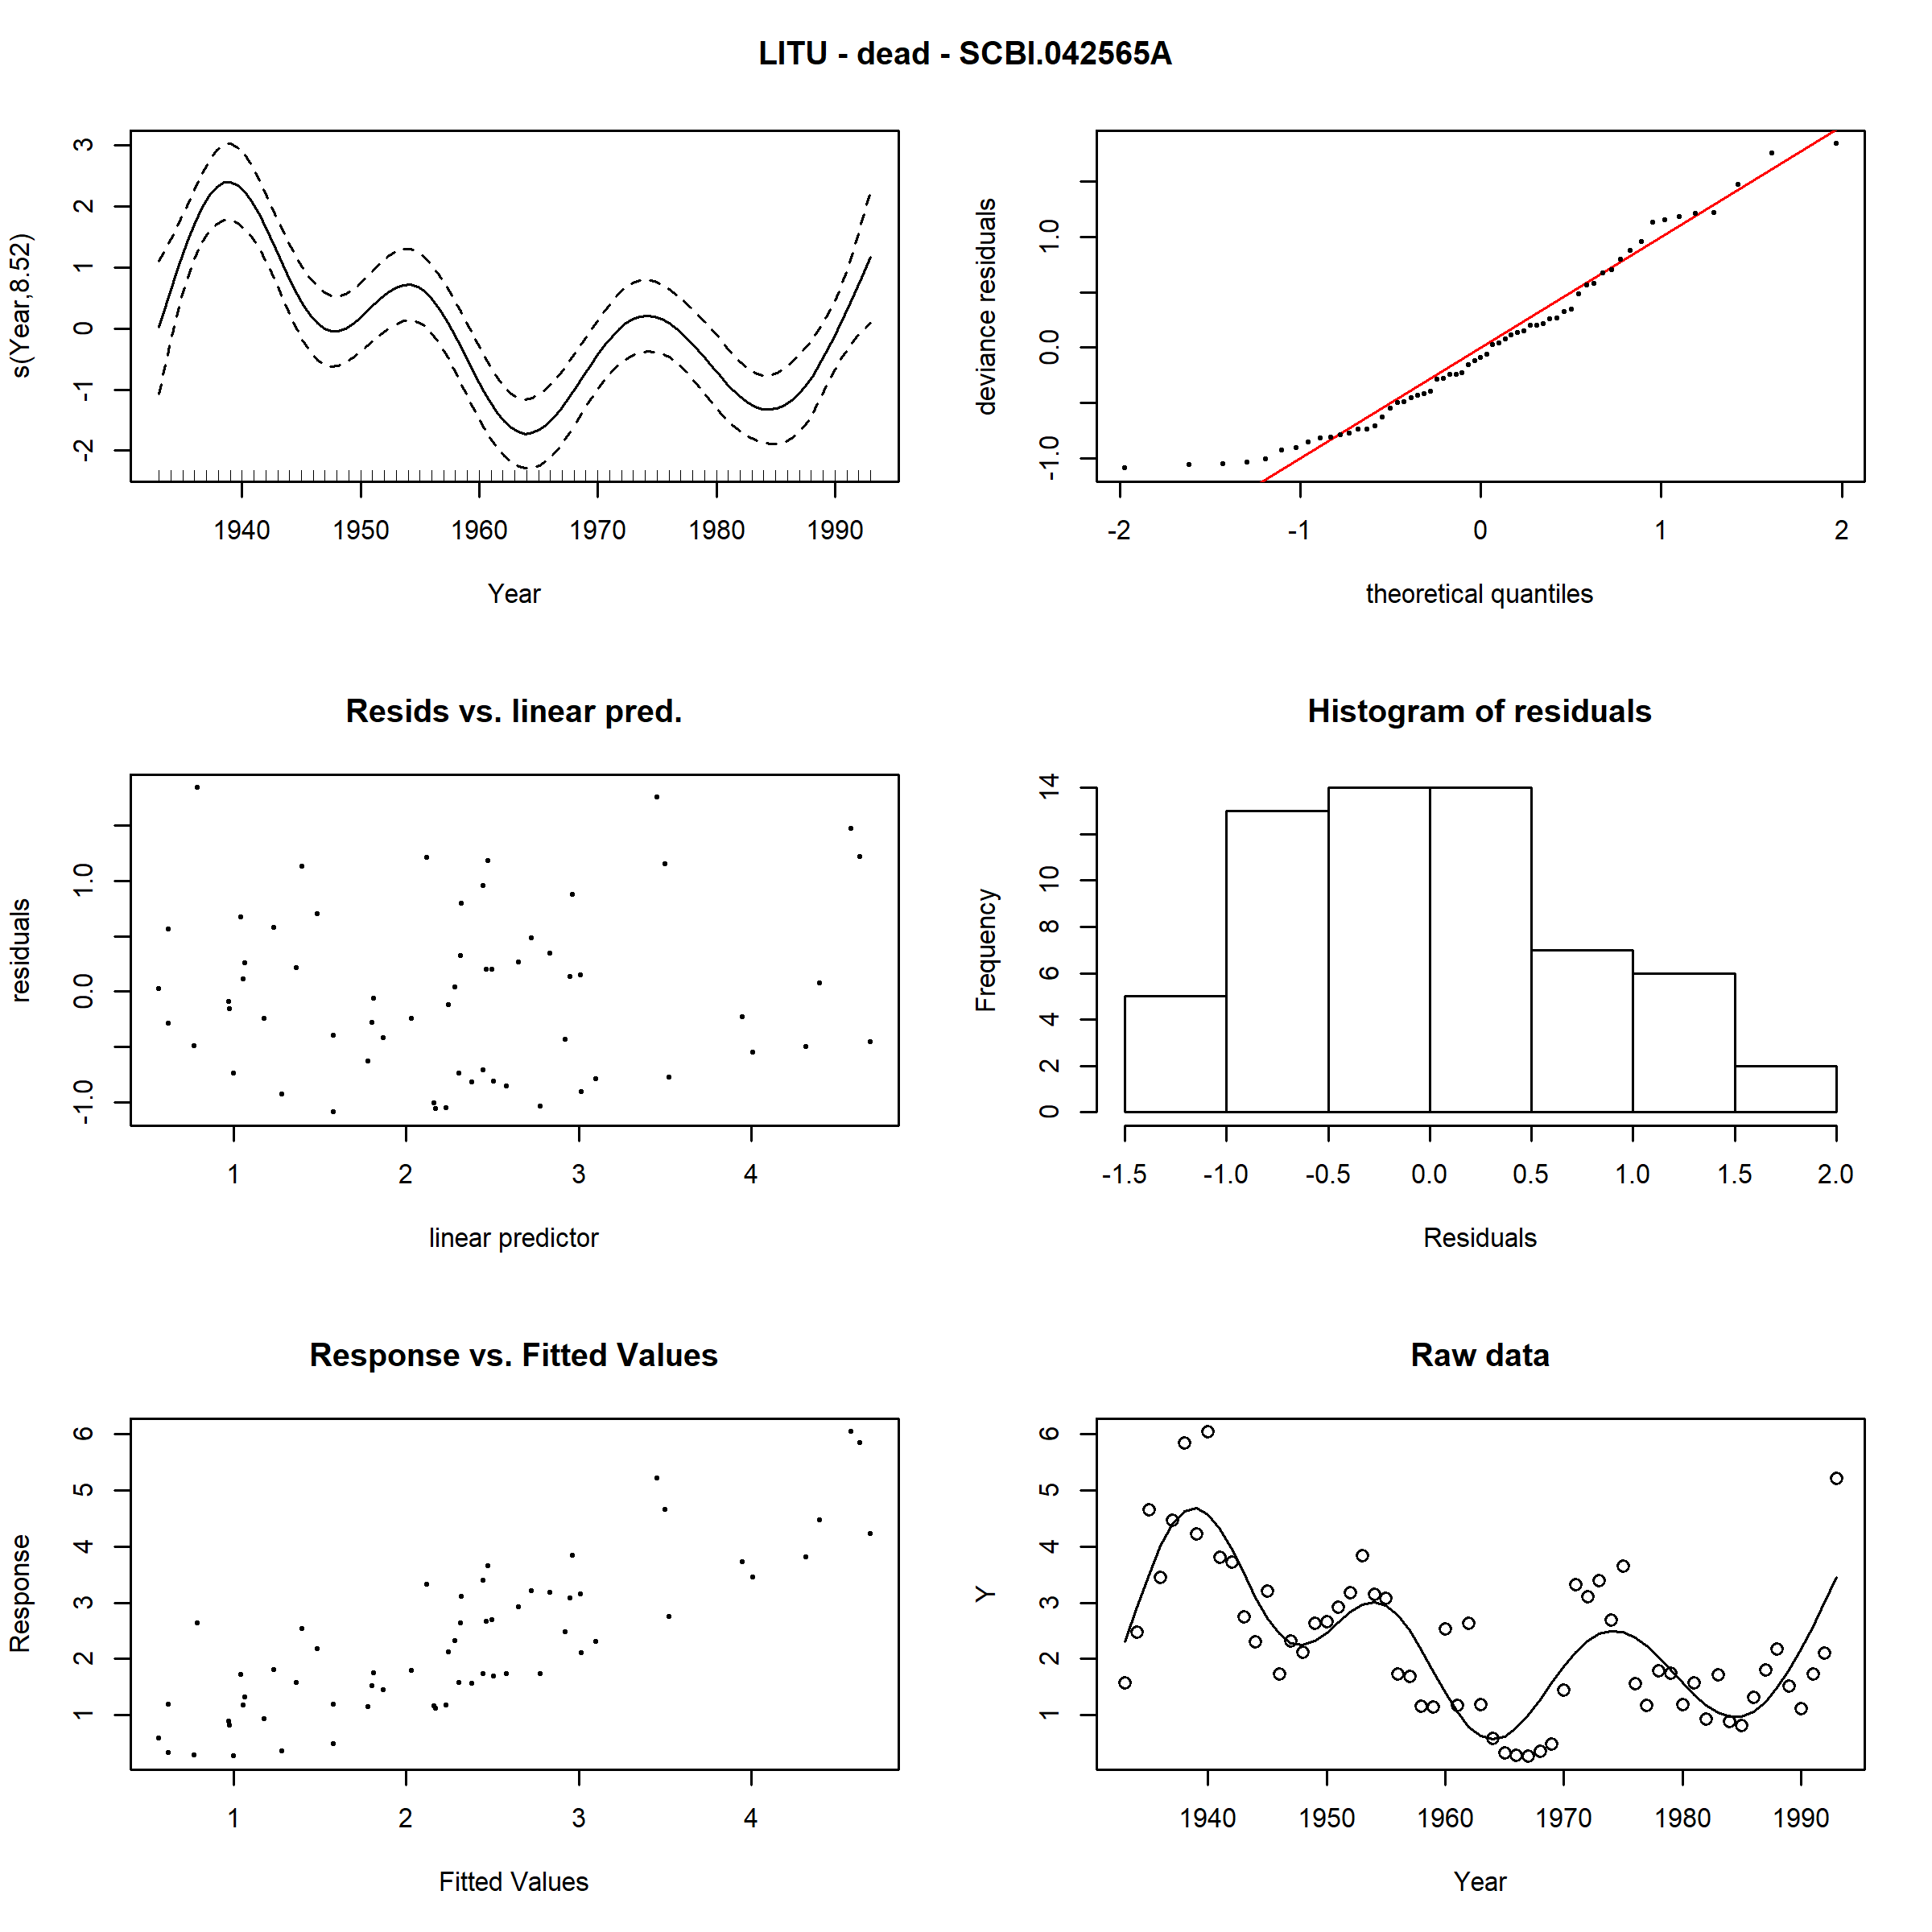 LITU - dead - SCBI.042565A
s(Year,8.52)
3
2
1
0
-1
-2
1940 1950 1960 1970 1980 1990
Year
deviance residuals
1.0
0.0
-1.0
-2 -1 0 1 2
theoretical quantiles
Resids vs. linear pred.
residuals
1.0
0.0
-1.0
1 2 3 4
linear predictor
Histogram of residuals
Frequency
14
10
8
6
4
2
0
-1.5 -1.0 -0.5 0.0 0.5 1.0 1.5 2.0
Residuals
Response vs. Fitted Values
Response
6
5
4
3
2
1
1 2 3 4
Fitted Values
Raw data
Y
6
5
4
3
2
1
1940 1950 1960 1970 1980 1990
Year